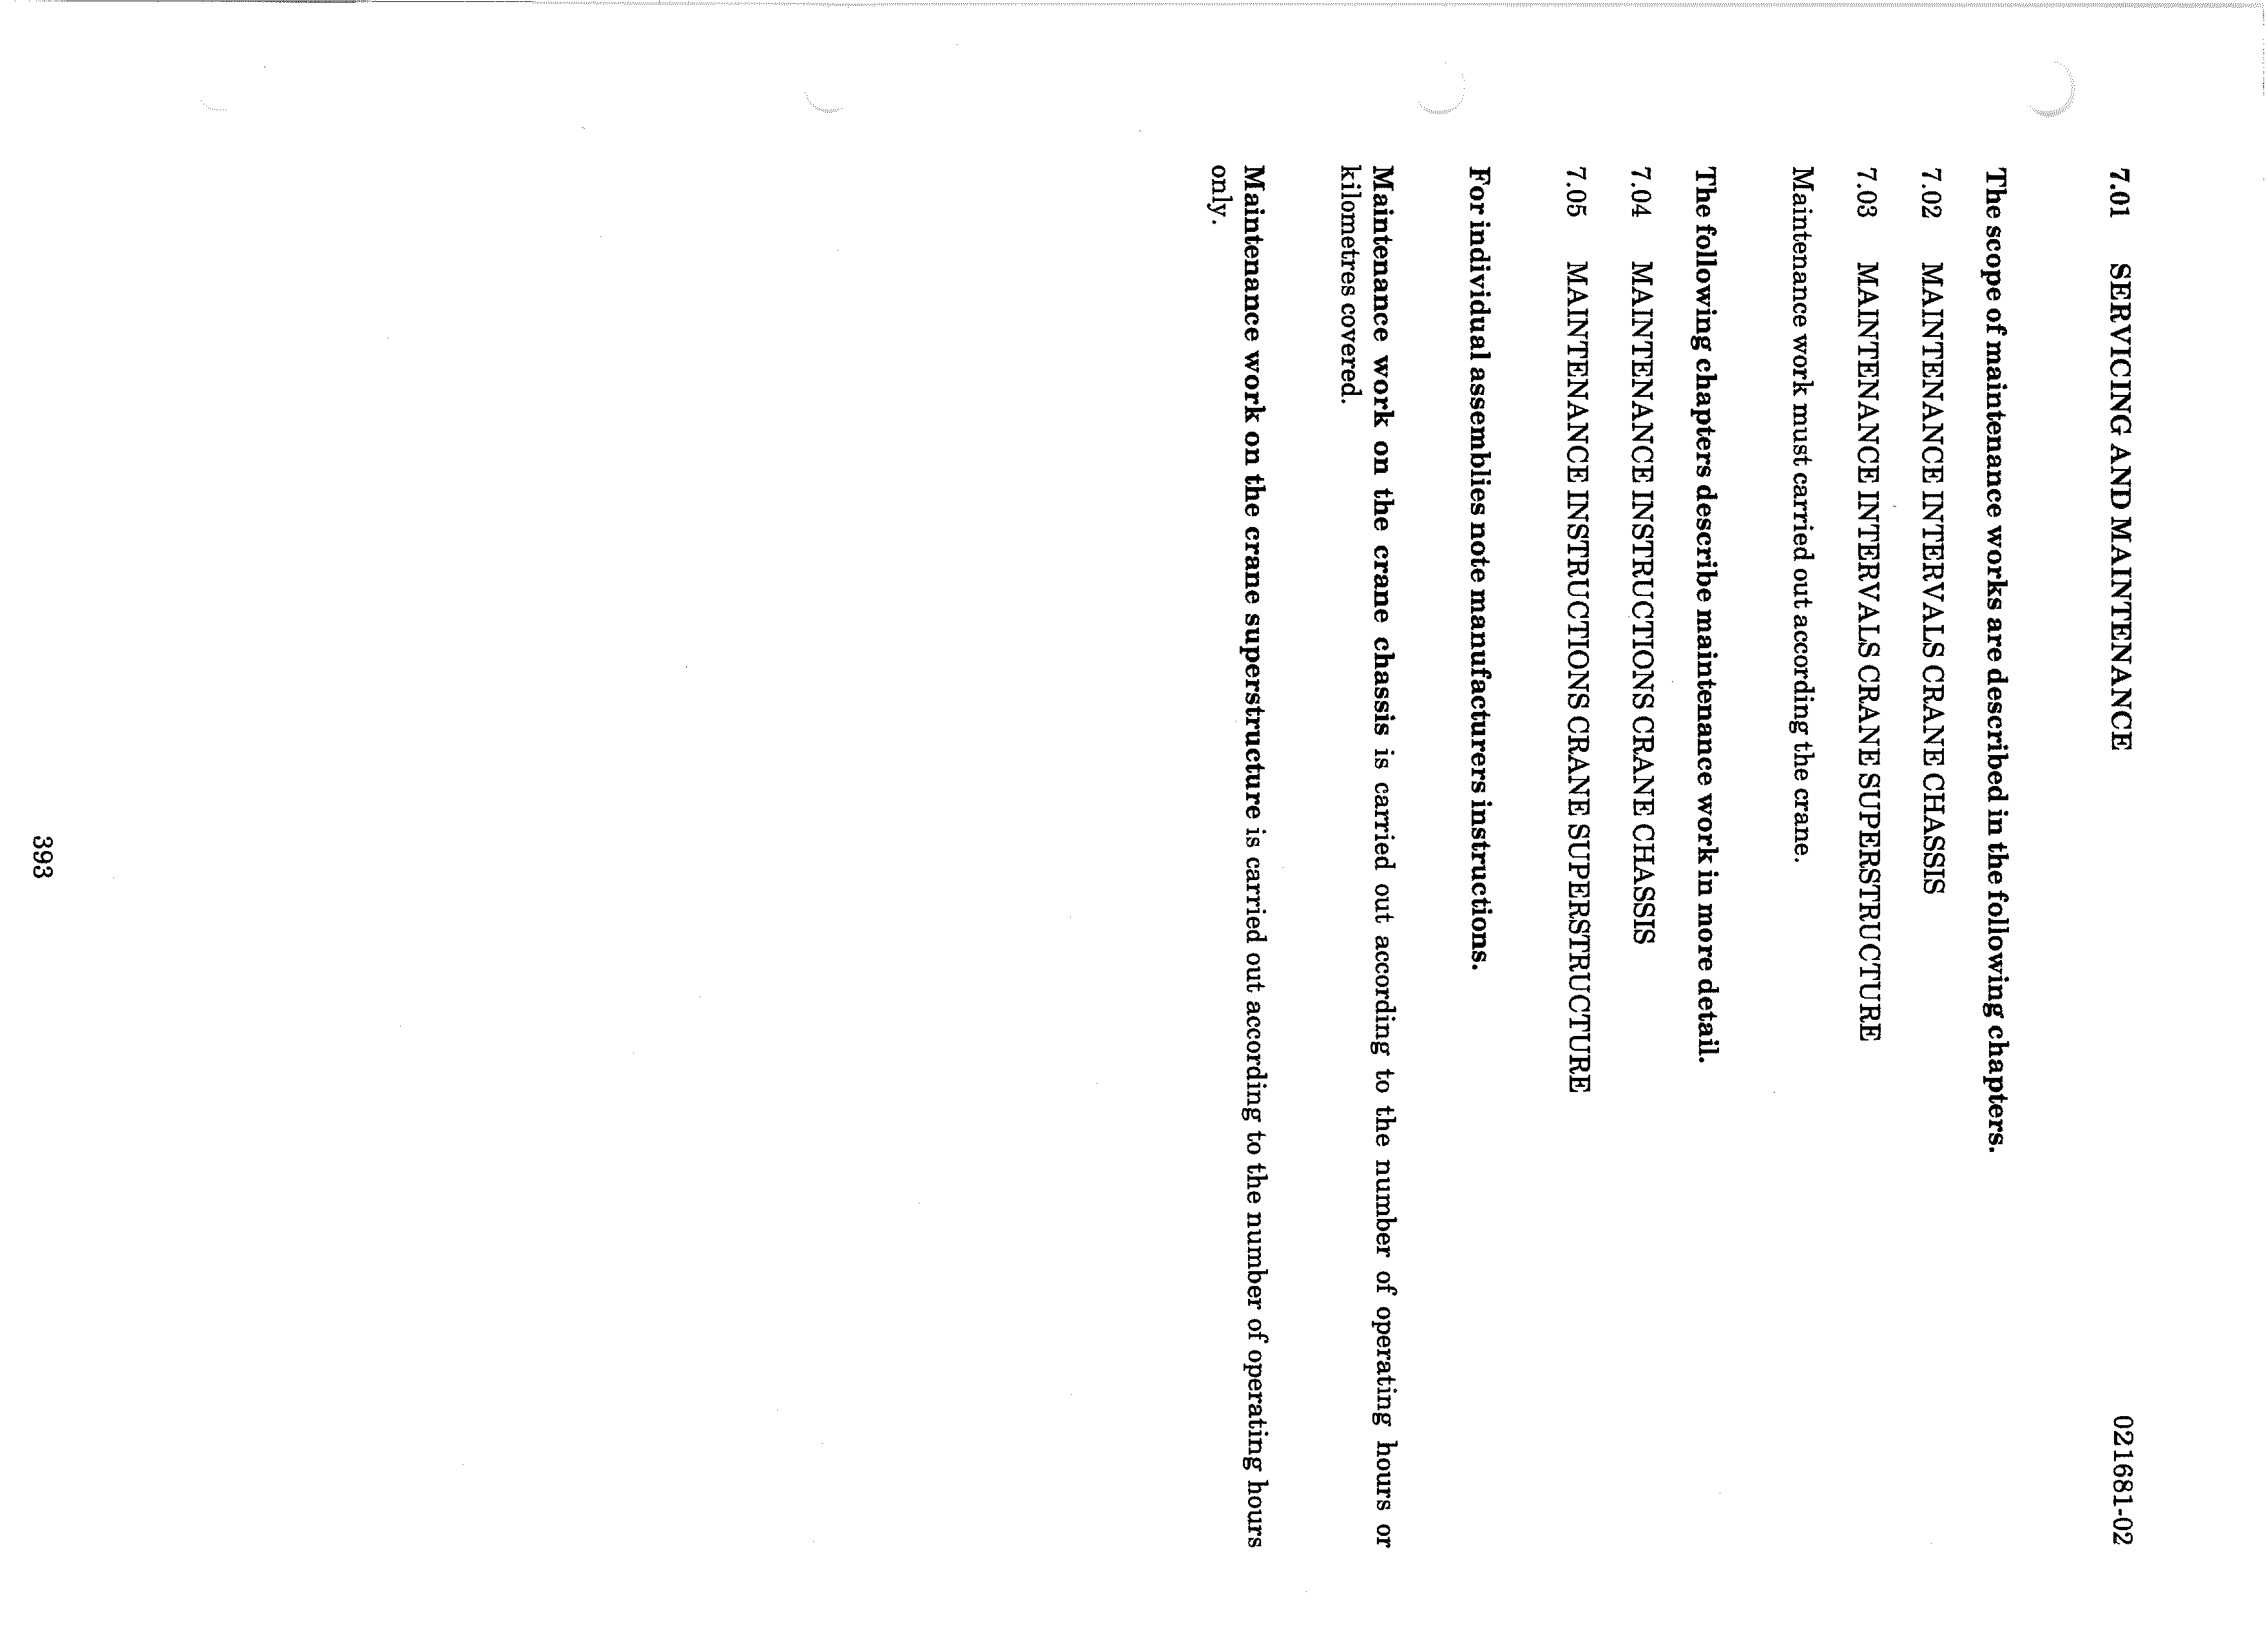 7.01 SERVICING AND MAINTENANCE 021681-02
The scope of maintenance works are described in the following chapters.
7.02 MAINTENANCE INTERVALS CRANE CHASSIS
7.03 MAINTENANCE INTERVALS CRANE SUPERSTRUCTURE
Maintenance work must carried out according the crane.
The following chapters describe maintenance work in more detail.
7.04 MAINTENANCE INSTRUCTIONS CRANE CHASSIS
7.05 MAINTENANCE INSTRUCTIONS CRANE SUPERSTRUCTURE
For individual assemblies note manufacturers instructions.
Maintenance work on the crane chassis is carried out according to the number of operating hours or
kilometres covered.
Maintenance work on the crane superstructure is carried out according to the number of operating hours
only.
393